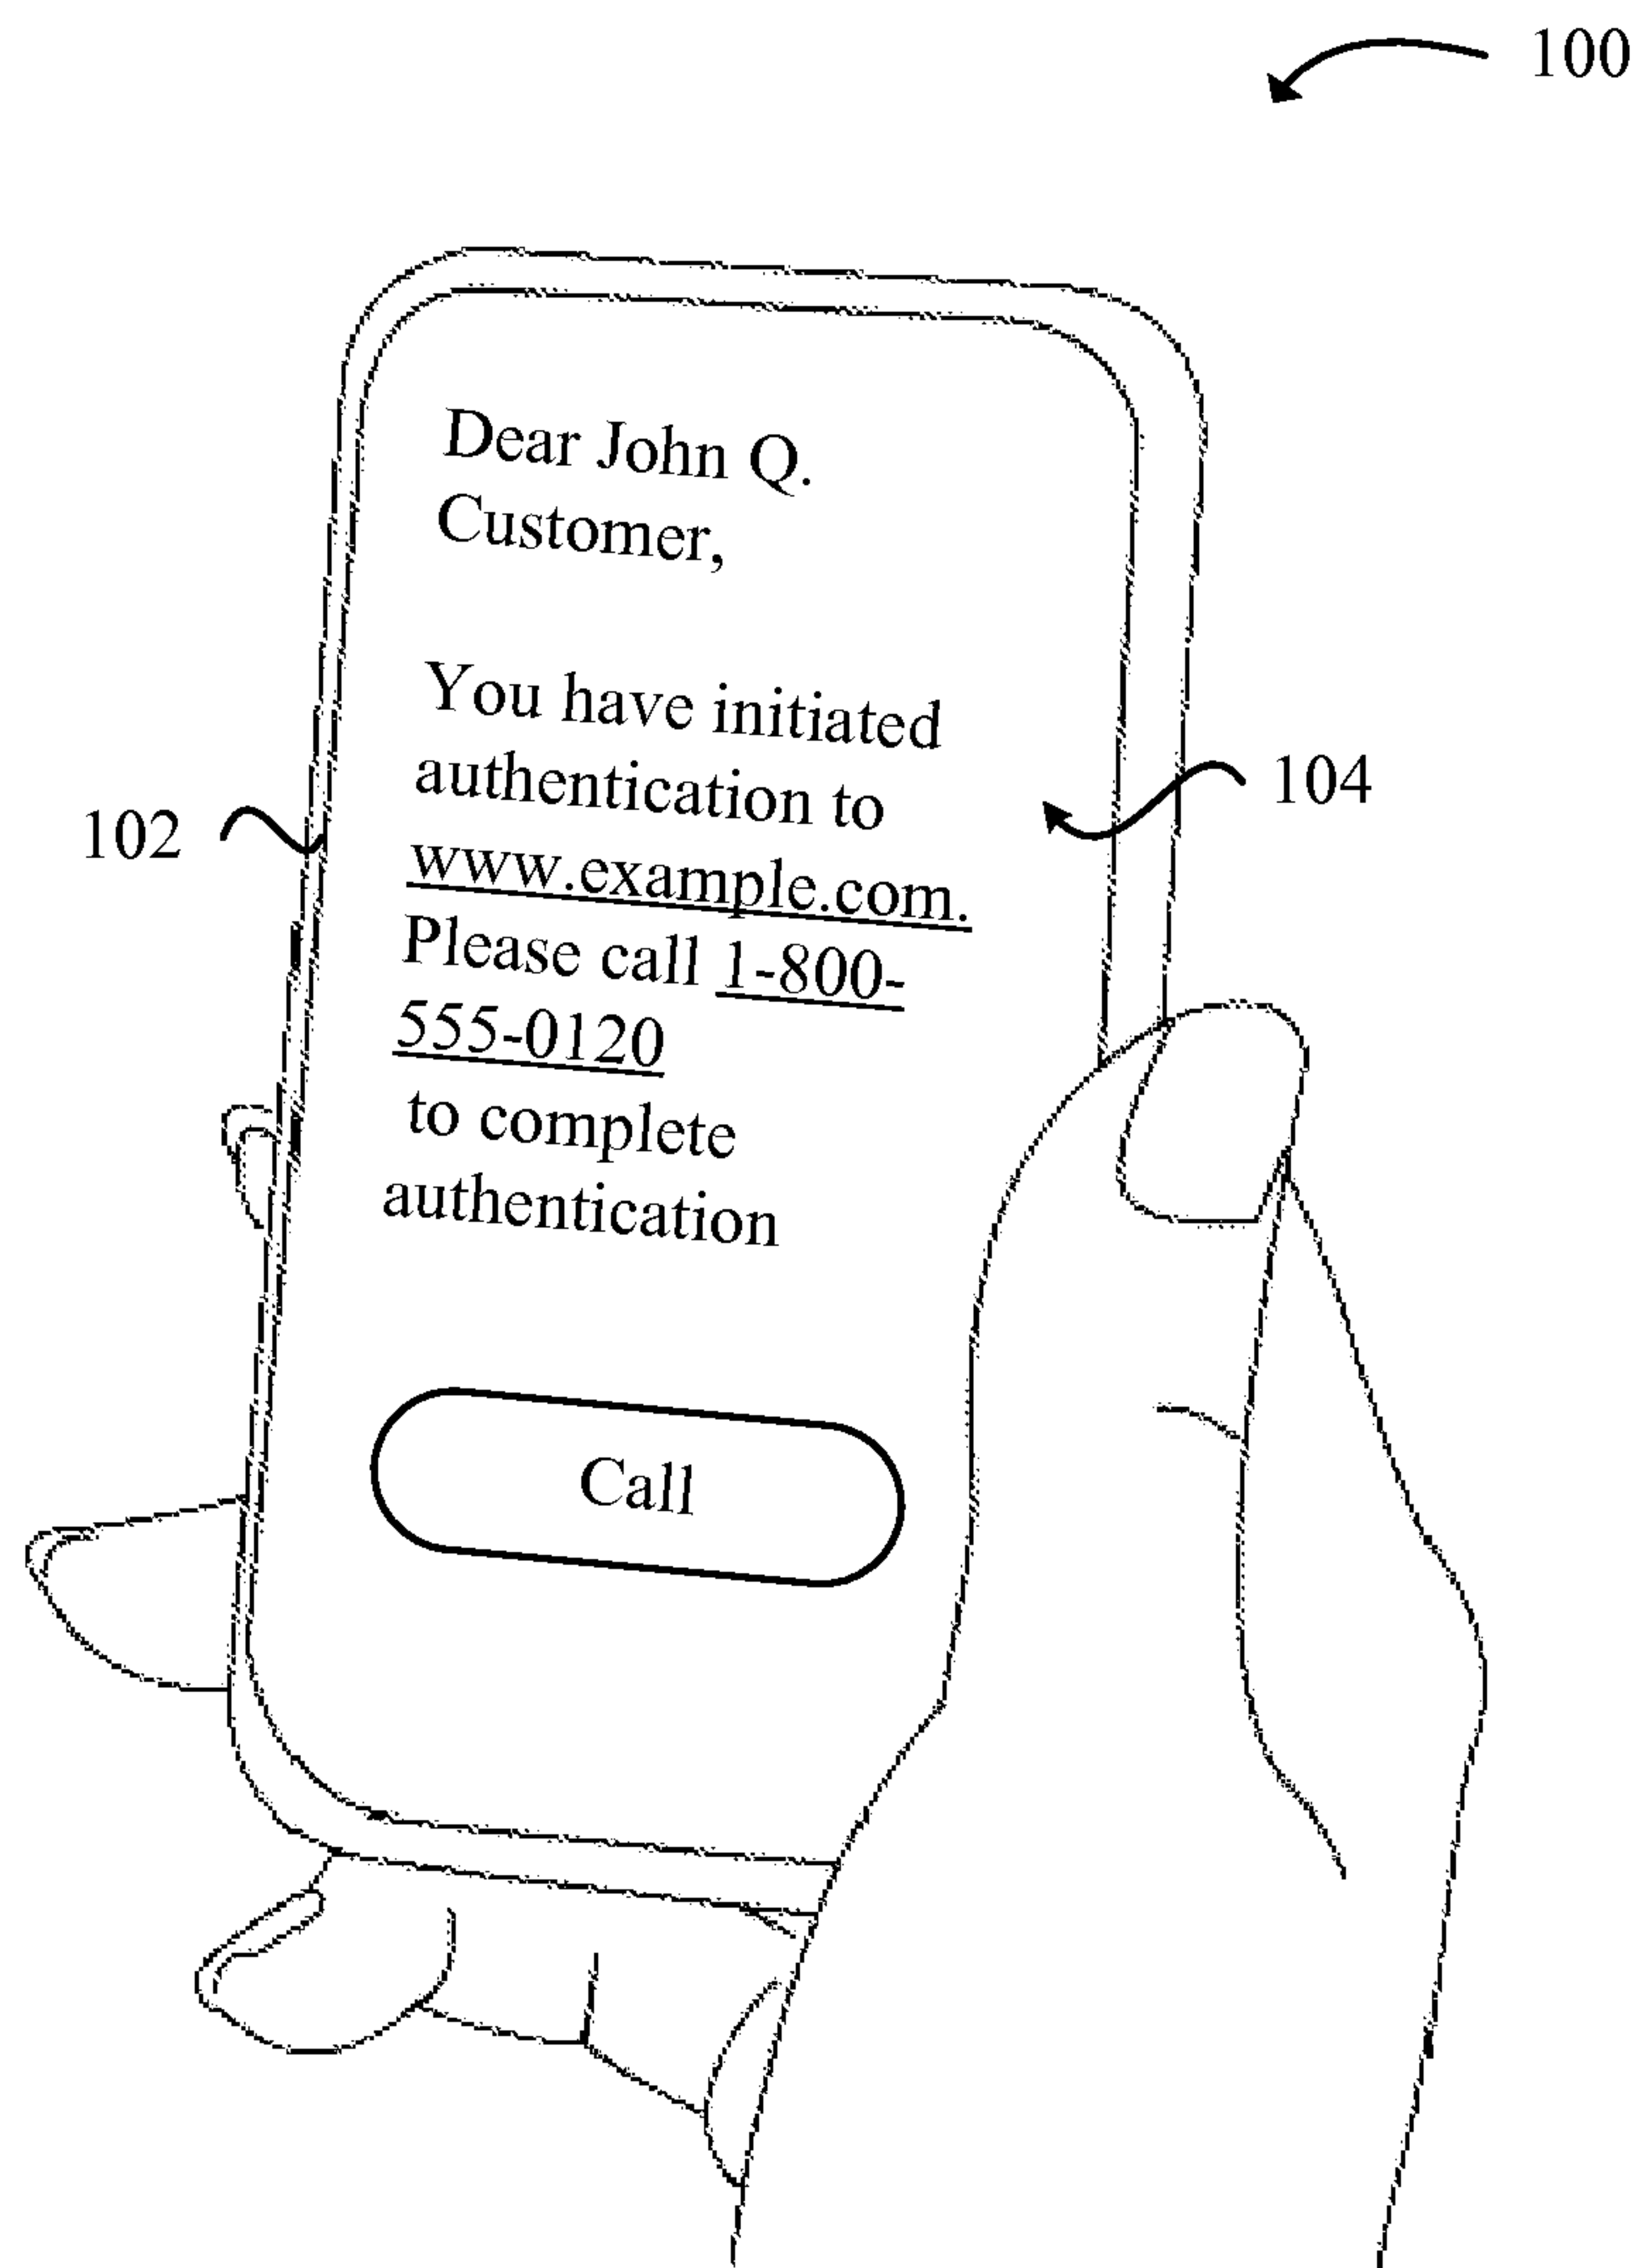 100
Dear John Q.
Customer,
You have initiated
authentication to
www.example.com.
Please call 1-800-
555-0120
to complete
authentication
Call
102
104